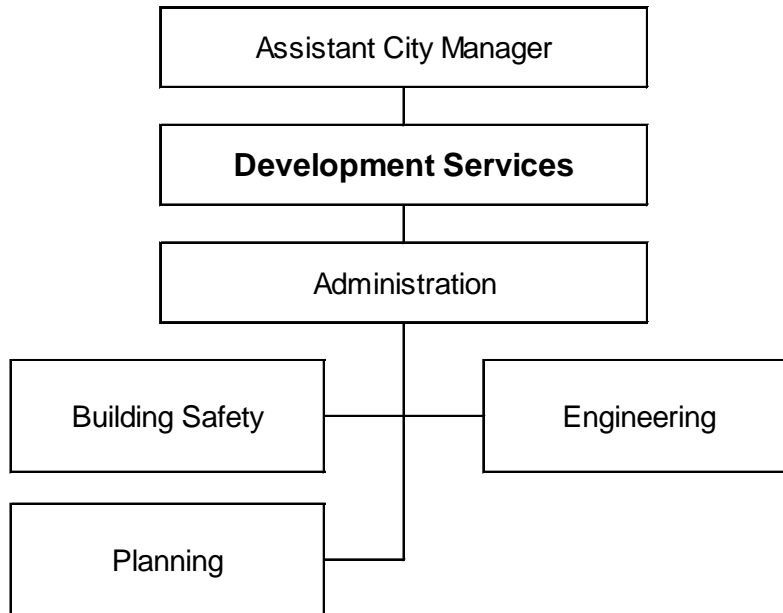 Assistant City Manager
Development Services
Administration
Building Safety
Engineering
Planning